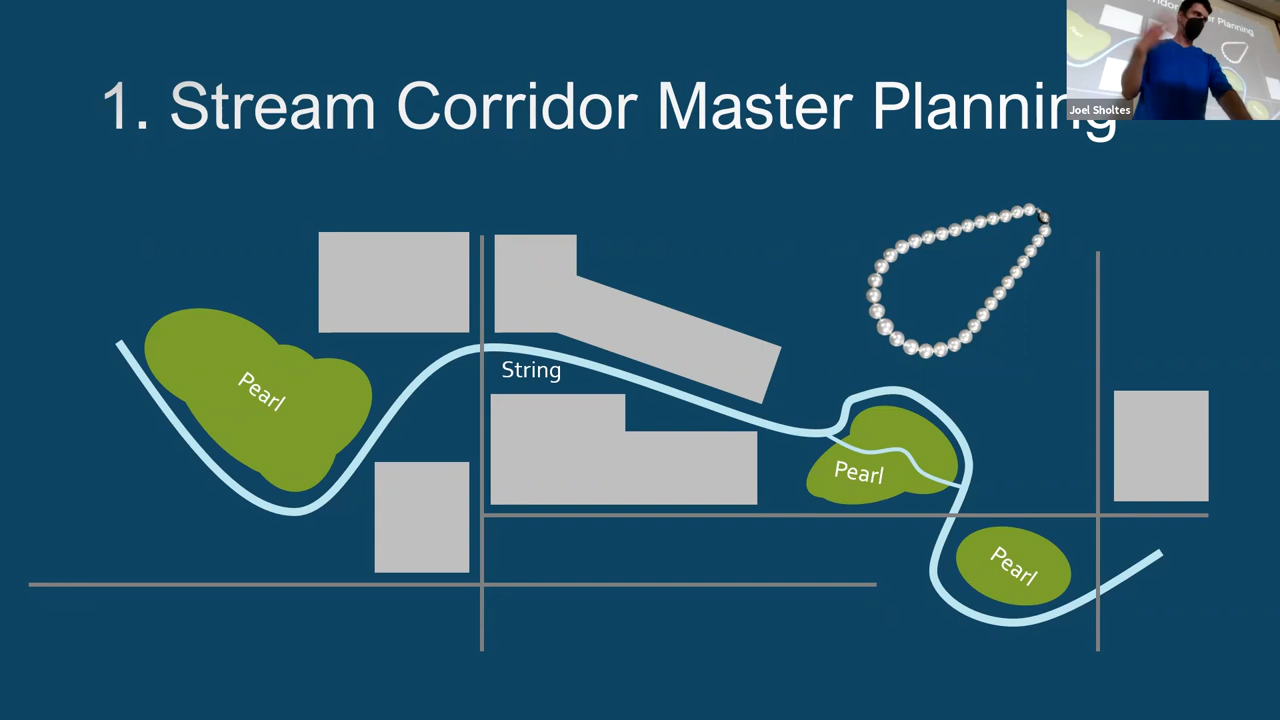 1. Stream Corridor Master Planning
Joel Sholtes
String
Pearl
Pearl
Pearl